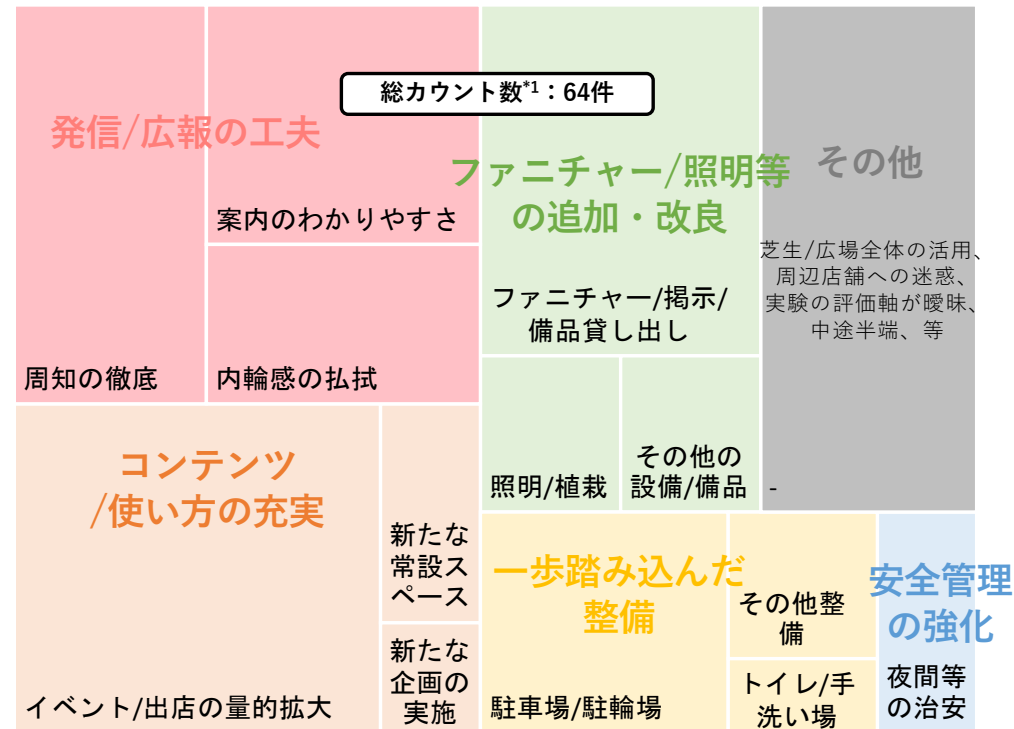 総カウント数*1：64件
発信/広報の工夫
案内のわかりやすさ
周知の徹底
内輪感の払拭
ファニチャー/照明等
の追加・改良
ファニチャー/掲示/
備品貸し出し
照明/植栽
その他の
設備/備品
その他
芝生/広場全体の活用、
周辺店舗への迷惑、
実験の評価軸が曖昧、
中途半端、等
-
コンテンツ
/使い方の充実
イベント/出店の量的拡大
新たな
常設ス
ペース
新たな
企画の
実施
一歩踏み込んだ
整備
駐車場/駐輪場
その他整
備
トイレ/手
洗い場
安全管理
の強化
夜間等
の治安